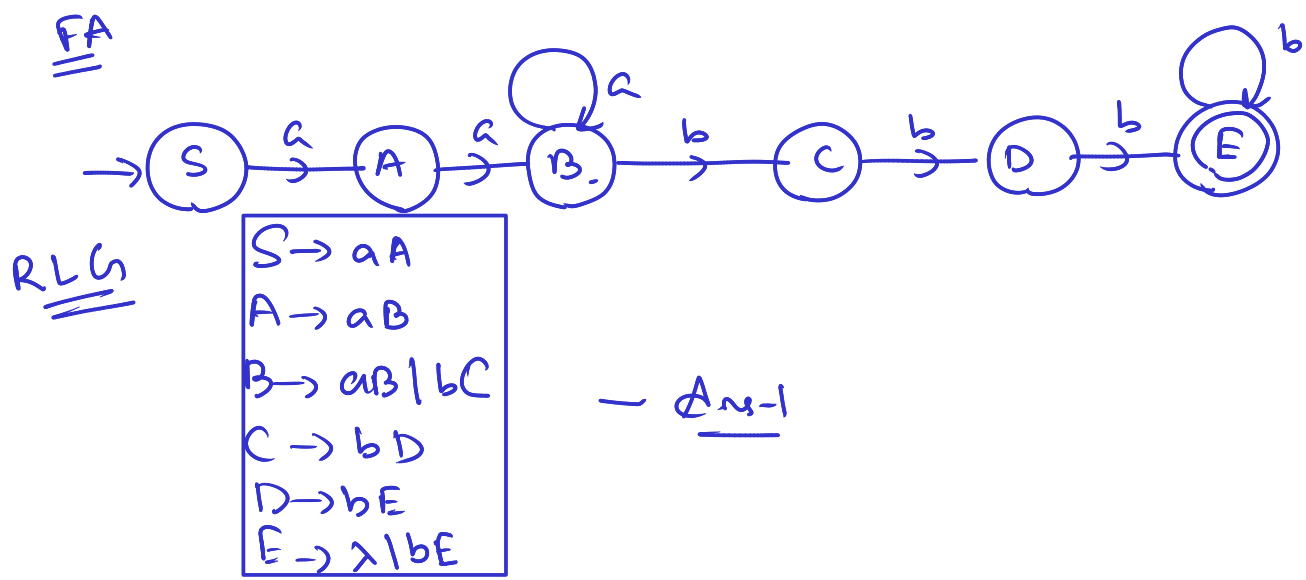 FA
b
a
a a b b b
S A B C D E
RLG
S → aA
A → aB
B → aB | bC
— Ans-1
C → bD
D → bE
E → λ | bE